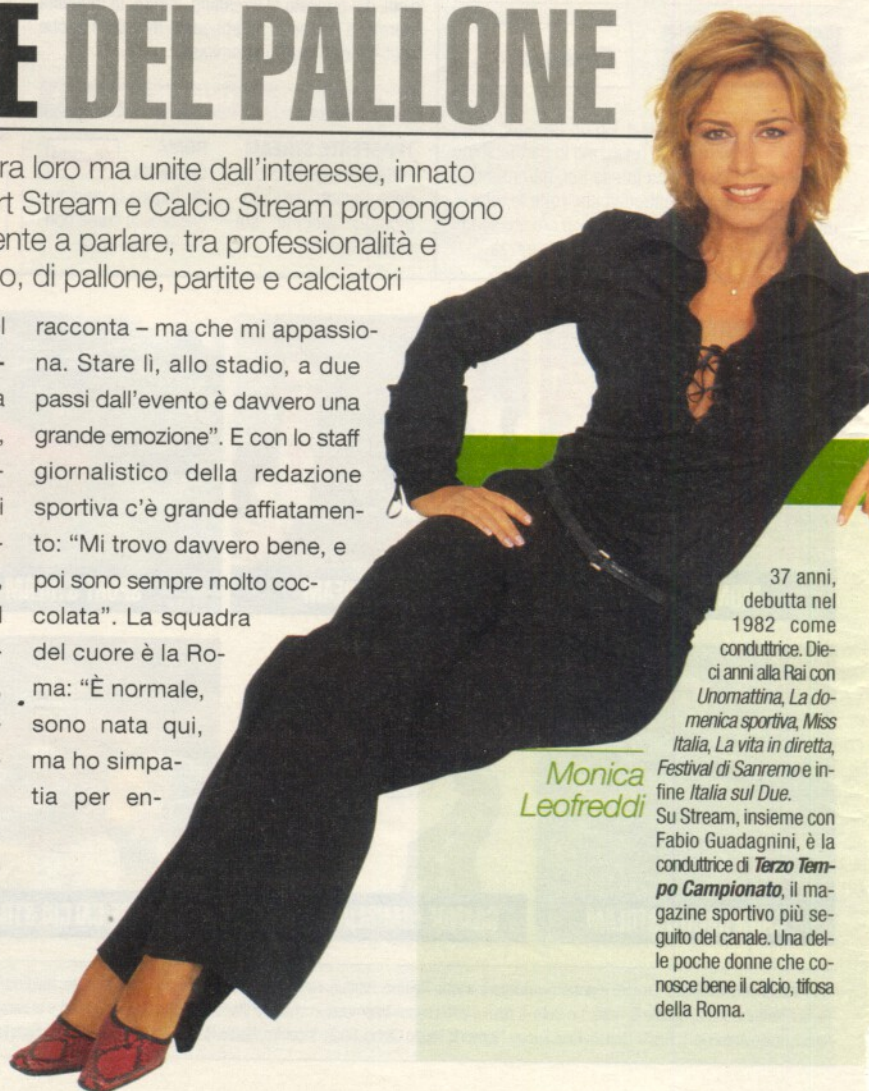 E DEL PALLONE
ra loro ma unite dall'interesse, innato
rt Stream e Calcio Stream propongono
ente a parlare, tra professionalità e
o, di pallone, partite e calciatori
l
-
a
,
-
i
-
,
l
-
.
-
racconta – ma che mi appassio-
na. Stare lì, allo stadio, a due
passi dall'evento è davvero una
grande emozione". E con lo staff
giornalistico della redazione
sportiva c'è grande affiatamen-
to: "Mi trovo davvero bene, e
poi sono sempre molto coc-
colata". La squadra
del cuore è la Ro-
ma: "È normale,
sono nata qui,
ma ho simpa-
tia per en-
Monica
Leofreddi
37 anni,
debutta nel
1982 come
conduttrice. Die-
ci anni alla Rai con
Unomattina, La do-
menica sportiva, Miss
Italia, La vita in diretta,
Festival di Sanremo e in-
fine Italia sul Due.
Su Stream, insieme con
Fabio Guadagnini, è la
conduttrice di Terzo Tem-
po Campionato, il ma-
gazine sportivo più se-
guito del canale. Una del-
le poche donne che co-
nosce bene il calcio, tifosa
della Roma.